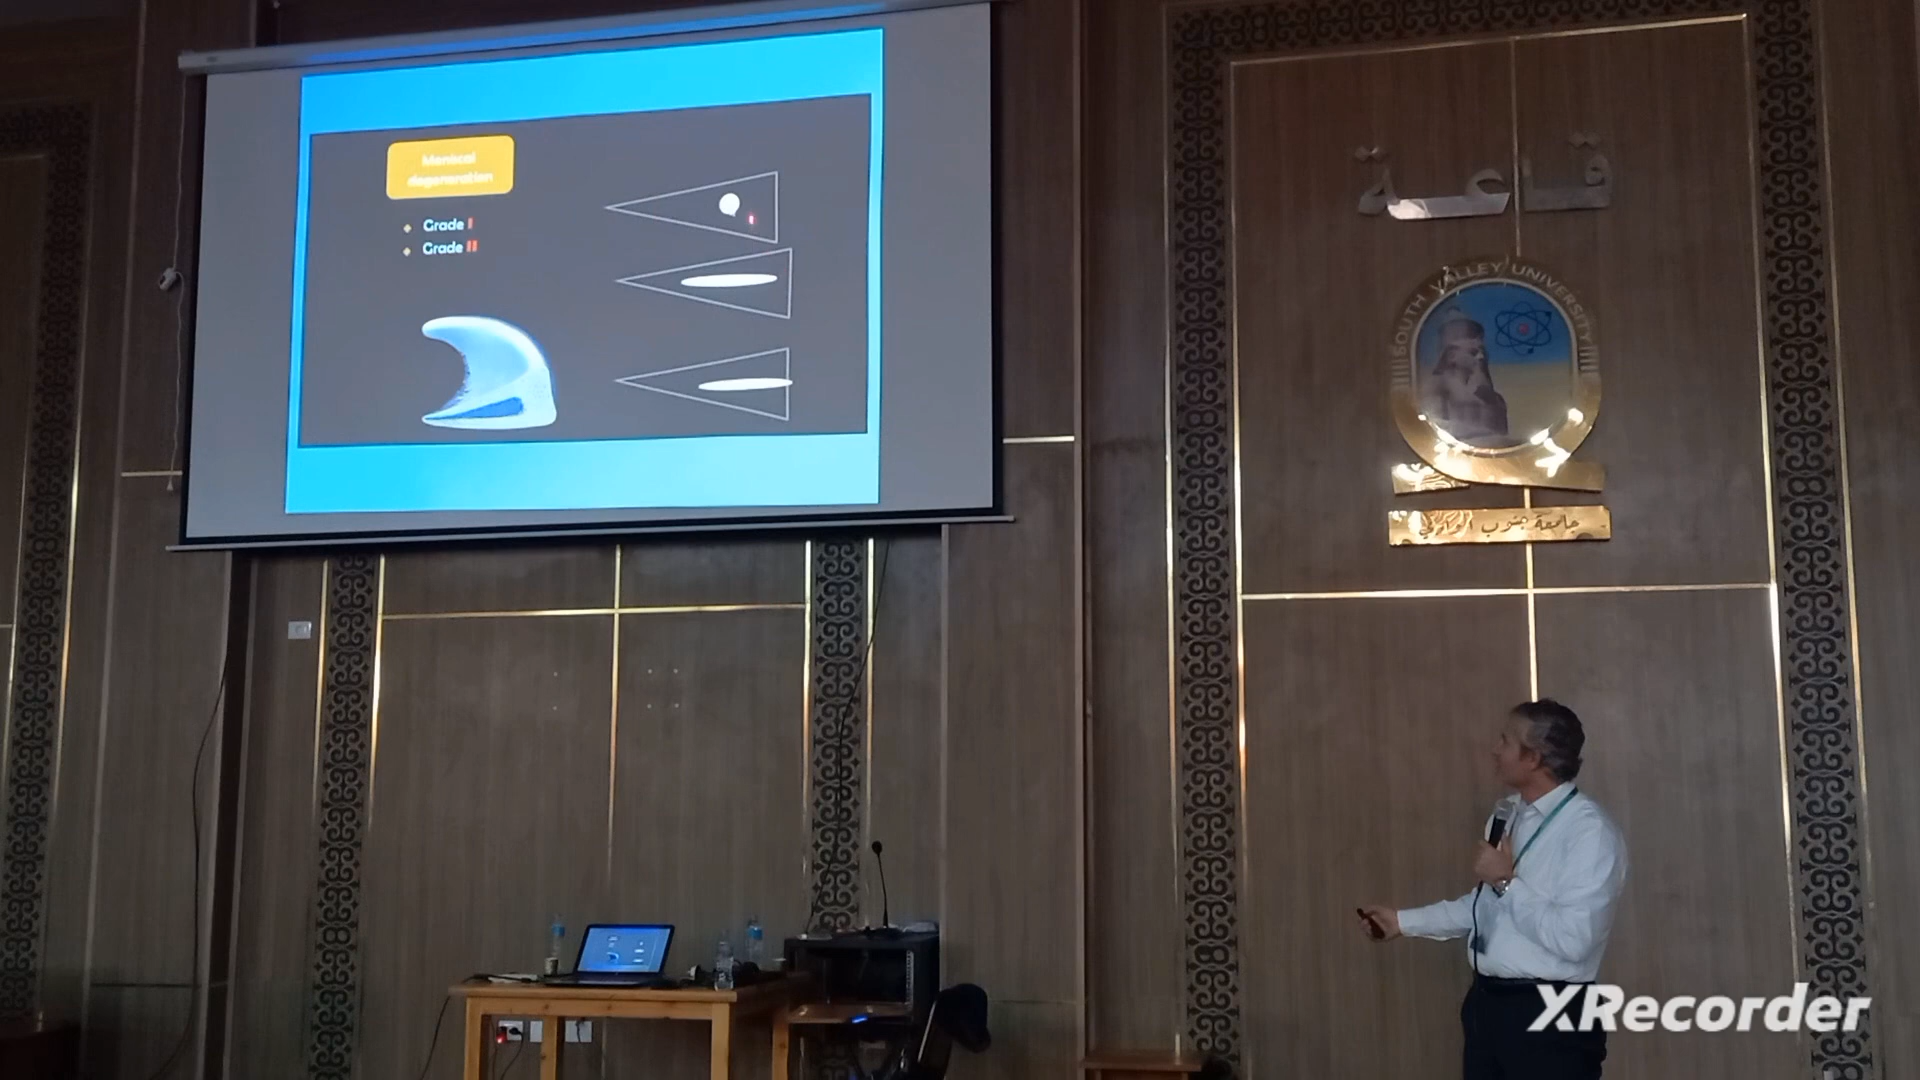 Meniscal
degeneration
Grade I
Grade II
قاعة
SOUTH VALLEY UNIVERSITY
جامعة جنوب الوادي
XRecorder